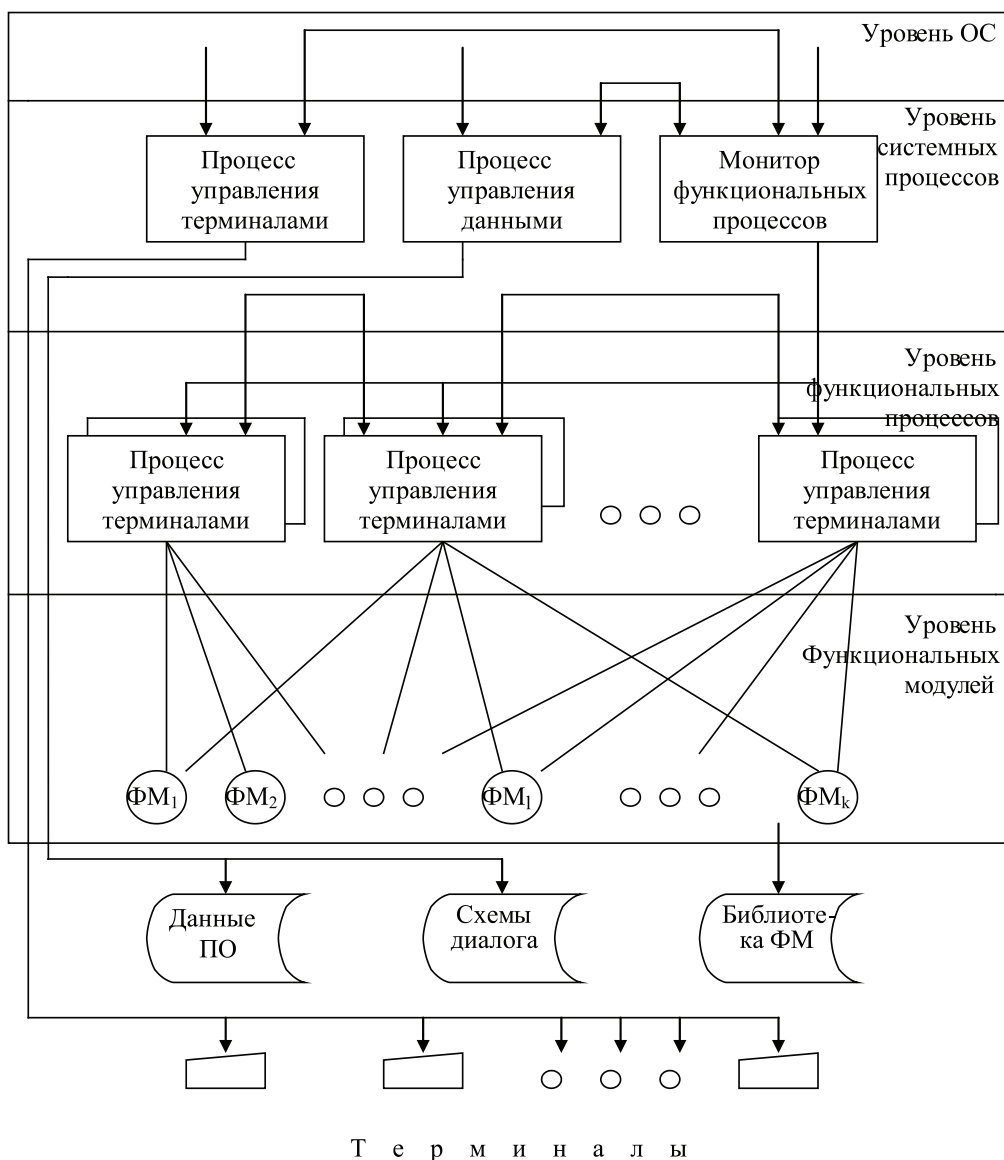 Уровень ОС
Уровень
системных
процессов
Процесс
управления
терминалами
Процесс
управления
данными
Монитор
функциональных
процессов
Уровень
функциональных
процессов
Процесс
управления
терминалами
Процесс
управления
терминалами
Процесс
управления
терминалами
Уровень
Функциональных
модулей
ФМ1
ФМ2
ФМl
ФМk
Данные
ПО
Схемы
диалога
Библиоте-
ка ФМ
Т е р м и н а л ы